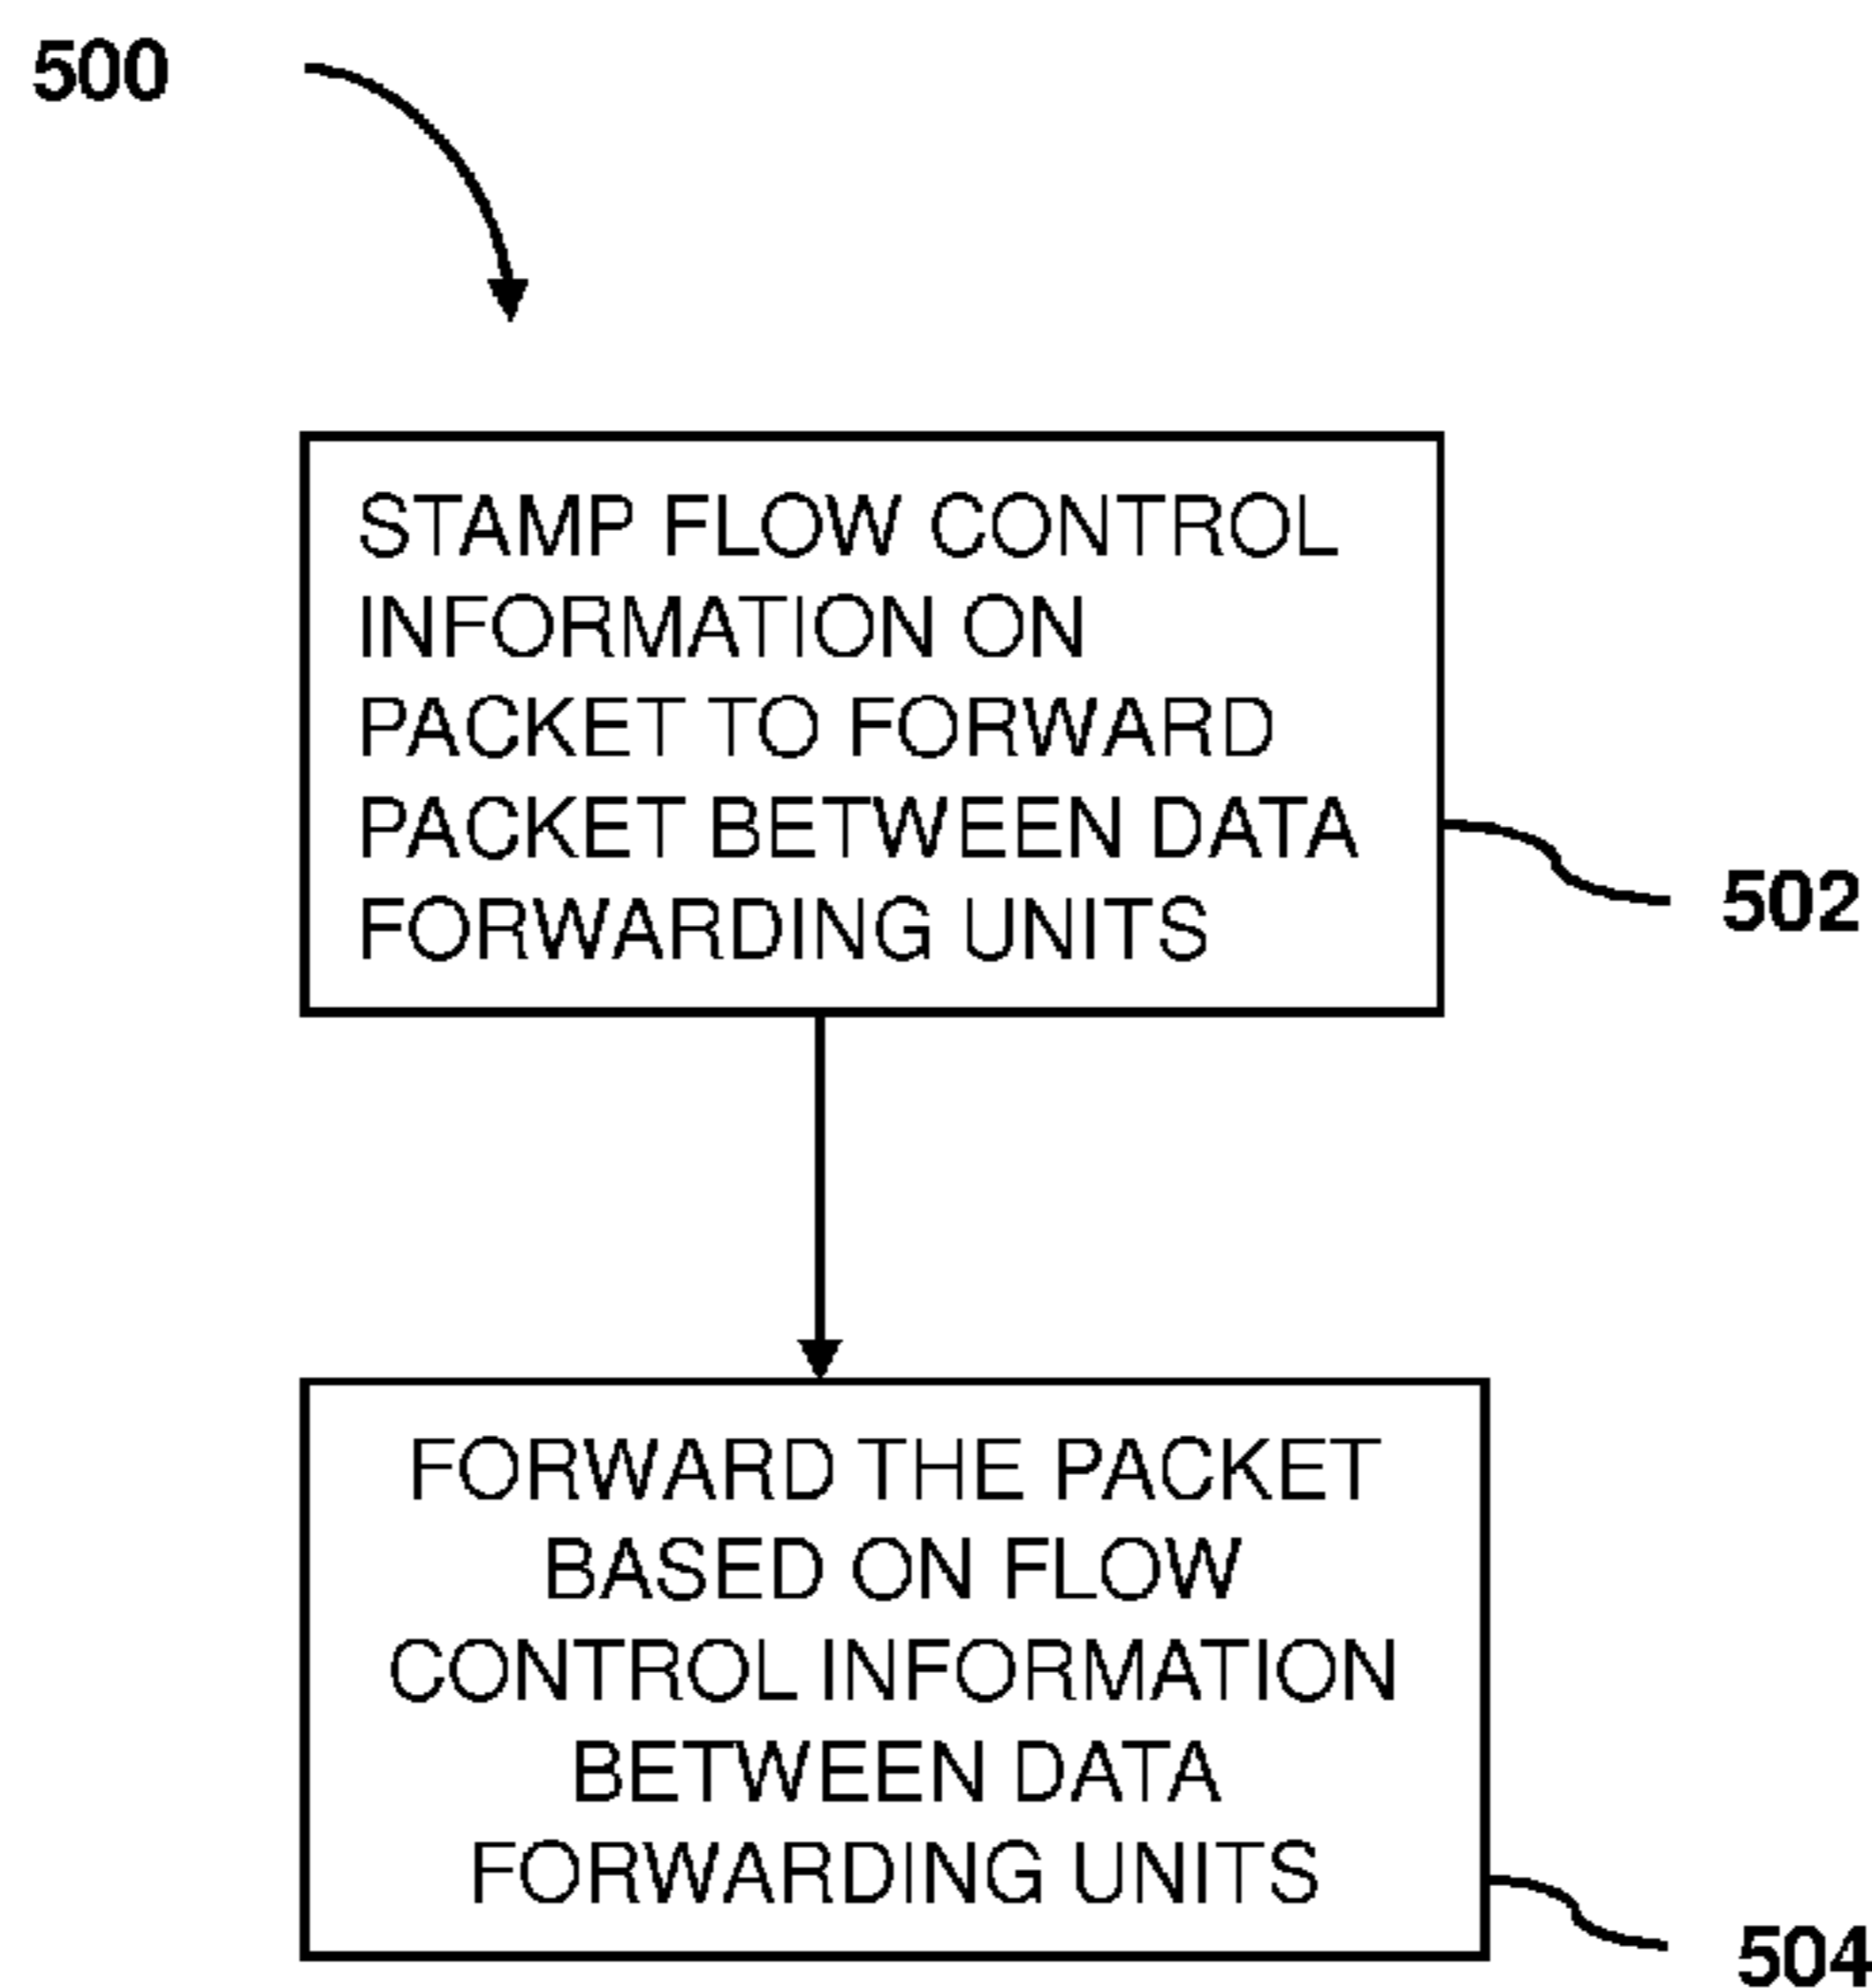 500
STAMP FLOW CONTROL
INFORMATION ON
PACKET TO FORWARD
PACKET BETWEEN DATA
FORWARDING UNITS
502
FORWARD THE PACKET
BASED ON FLOW
CONTROL INFORMATION
BETWEEN DATA
FORWARDING UNITS
504